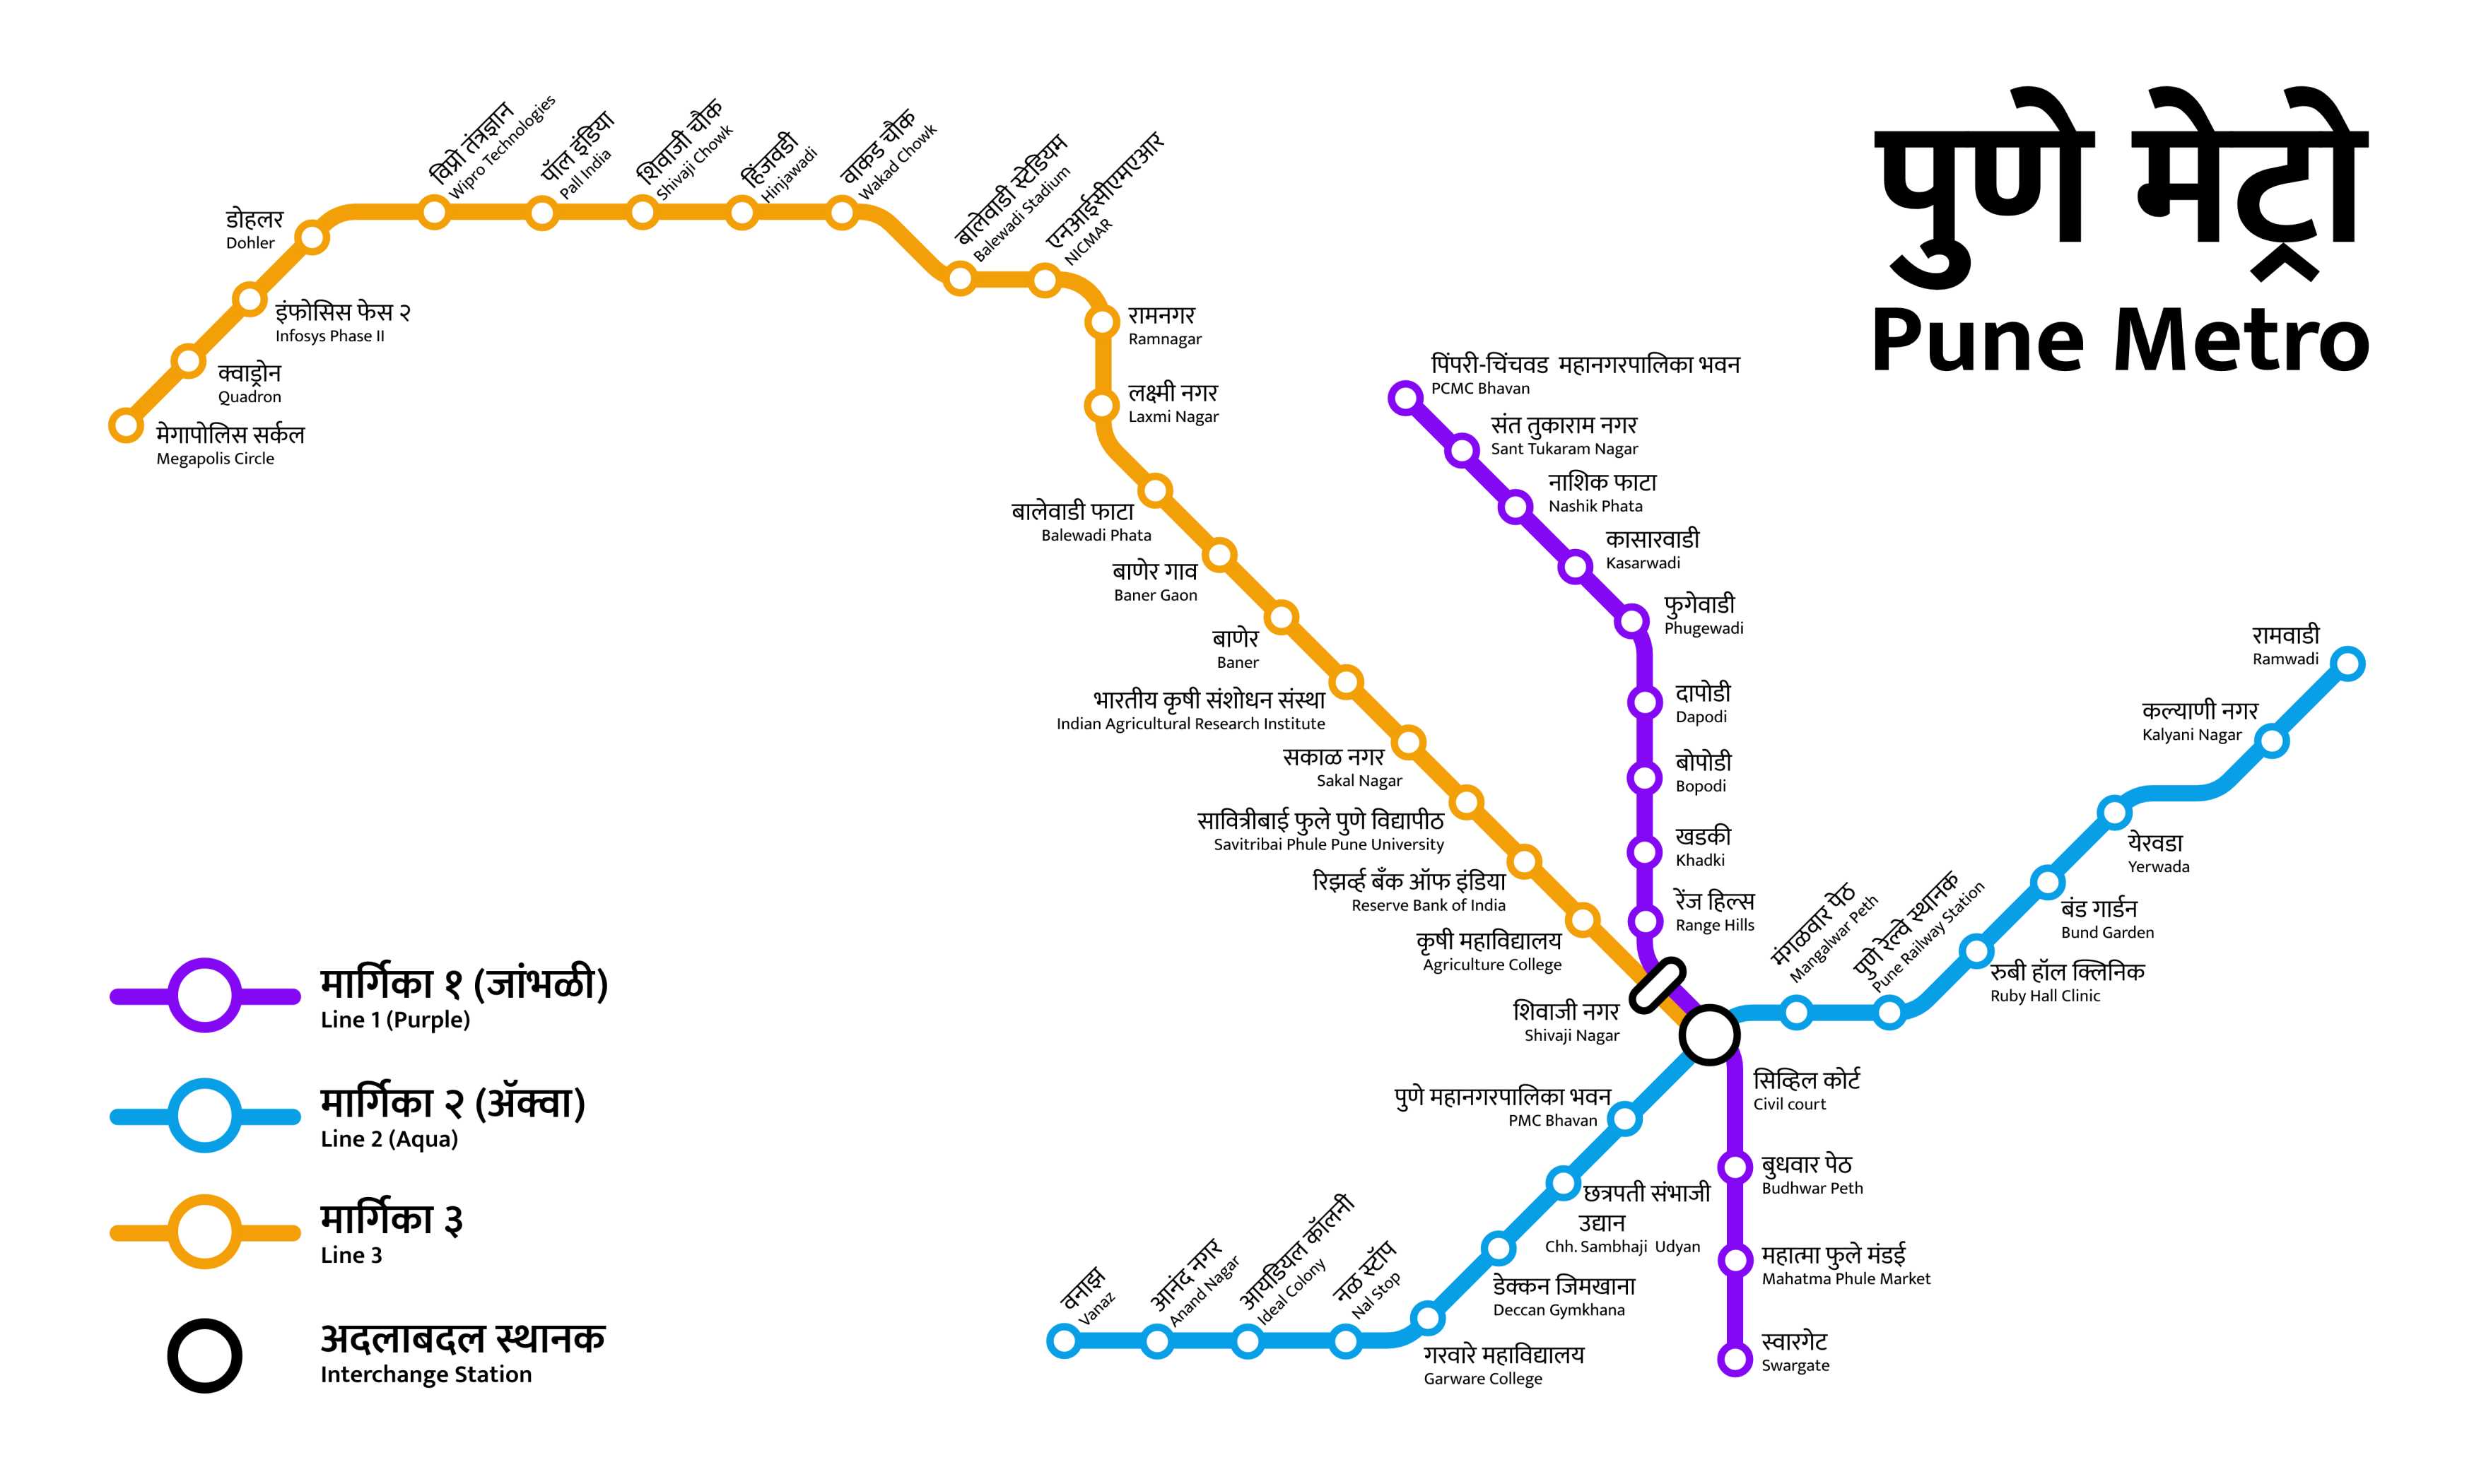 पुणे मेट्रो
Pune Metro
विप्रो तंत्रज्ञान
Wipro Technologies
पॉल इंडिया
Pall India
शिवाजी चौक
Shivaji Chowk
हिंजवडी
Hinjawadi
वाकड चौक
Wakad Chowk
बालेवाडी स्टेडियम
Balewadi Stadium
एनआईसीएमएआर
NICMAR
डोहलर
Dohler
इंफोसिस फेस २
Infosys Phase II
क्वाड्रोन
Quadron
मेगापोलिस सर्कल
Megapolis Circle
रामनगर
Ramnagar
लक्ष्मी नगर
Laxmi Nagar
बालेवाडी फाटा
Balewadi Phata
बाणेर गाव
Baner Gaon
बाणेर
Baner
भारतीय कृषी संशोधन संस्था
Indian Agricultural Research Institute
सकाळ नगर
Sakal Nagar
सावित्रीबाई फुले पुणे विद्यापीठ
Savitribai Phule Pune University
रिझर्व्ह बँक ऑफ इंडिया
Reserve Bank of India
कृषी महाविद्यालय
Agriculture College
शिवाजी नगर
Shivaji Nagar
पिंपरी-चिंचवड महानगरपालिका भवन
PCMC Bhavan
संत तुकाराम नगर
Sant Tukaram Nagar
नाशिक फाटा
Nashik Phata
कासारवाडी
Kasarwadi
फुगेवाडी
Phugewadi
दापोडी
Dapodi
बोपोडी
Bopodi
खडकी
Khadki
रेंज हिल्स
Range Hills
रामवाडी
Ramwadi
कल्याणी नगर
Kalyani Nagar
येरवडा
Yerwada
बंड गार्डन
Bund Garden
रुबी हॉल क्लिनिक
Ruby Hall Clinic
पुणे रेल्वे स्थानक
Pune Railway Station
मंगळवार पेठ
Mangalwar Peth
सिव्हिल कोर्ट
Civil court
बुधवार पेठ
Budhwar Peth
महात्मा फुले मंडई
Mahatma Phule Market
स्वारगेट
Swargate
पुणे महानगरपालिका भवन
PMC Bhavan
छत्रपती संभाजी
उद्यान
Chh. Sambhaji Udyan
डेक्कन जिमखाना
Deccan Gymkhana
गरवारे महाविद्यालय
Garware College
नळ स्टॉप
Nal Stop
आयडियल कॉलनी
Ideal Colony
आनंद नगर
Anand Nagar
वनाझ
Vanaz
मार्गिका १ (जांभळी)
Line 1 (Purple)
मार्गिका २ (ॲक्वा)
Line 2 (Aqua)
मार्गिका ३
Line 3
अदलाबदल स्थानक
Interchange Station